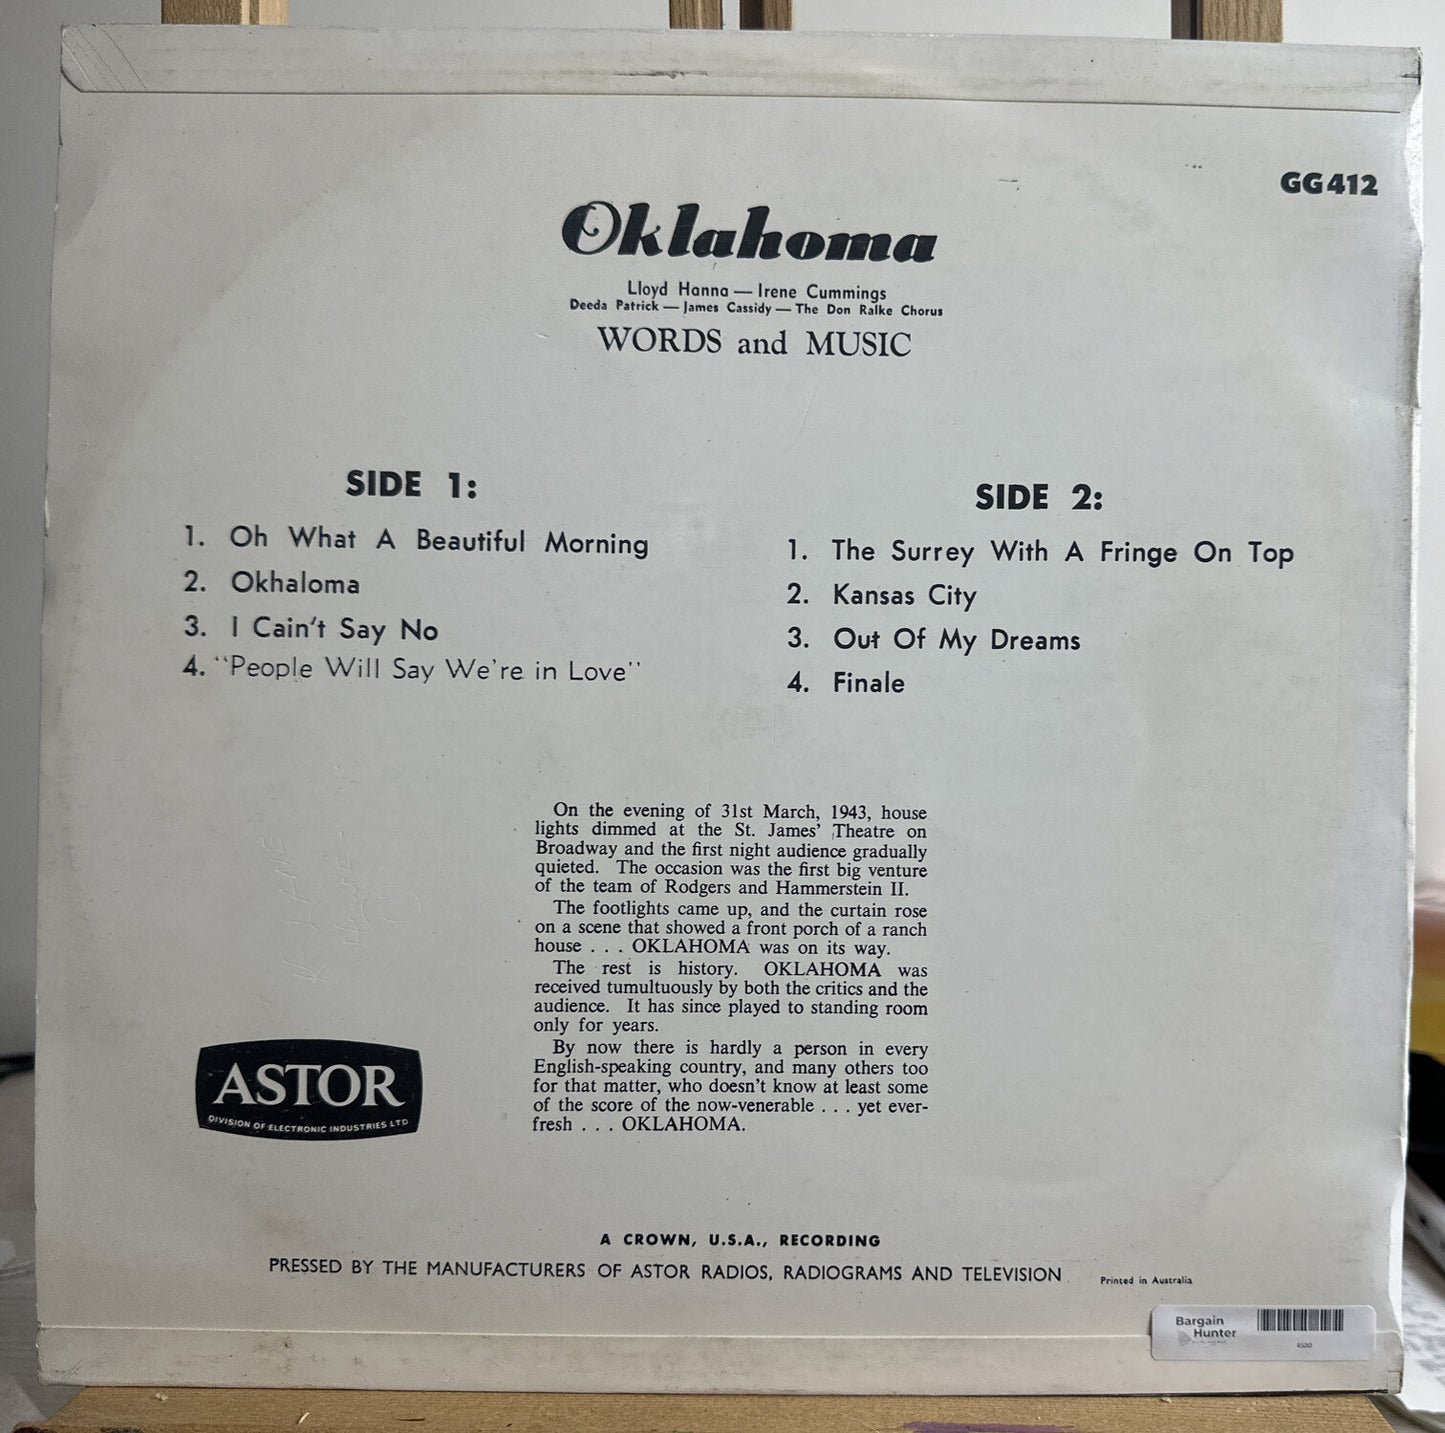 GG 412
Oklahoma
Lloyd Hanna — Irene Cummings
Deeda Patrick — James Cassidy — The Don Ralke Chorus
WORDS and MUSIC
SIDE 1:
1. Oh What A Beautiful Morning
2. Okhaloma
3. I Cain't Say No
4. "People Will Say We're in Love"
SIDE 2:
1. The Surrey With A Fringe On Top
2. Kansas City
3. Out Of My Dreams
4. Finale
On the evening of 31st March, 1943, house
lights dimmed at the St. James' Theatre on
Broadway and the first night audience gradually
quieted. The occasion was the first big venture
of the team of Rodgers and Hammerstein II.
The footlights came up, and the curtain rose
on a scene that showed a front porch of a ranch
house . . . OKLAHOMA was on its way.
The rest is history. OKLAHOMA was
received tumultuously by both the critics and the
audience. It has since played to standing room
only for years.
By now there is hardly a person in every
English-speaking country, and many others too
for that matter, who doesn't know at least some
of the score of the now-venerable . . . yet ever-
fresh . . . OKLAHOMA.
ASTOR
DIVISION OF ELECTRONIC INDUSTRIES LTD
A CROWN, U.S.A., RECORDING
PRESSED BY THE MANUFACTURERS OF ASTOR RADIOS, RADIOGRAMS AND TELEVISION
Printed in Australia
Bargain
Hunter
4530